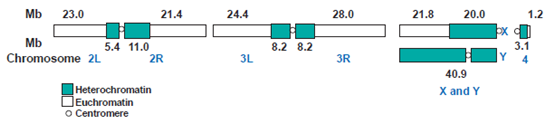 Mb 23.0 21.4 24.4 28.0 21.8 20.0 1.2
X
Mb 5.4 11.0 8.2 8.2 3.1
Chromosome 2L 2R 3L 3R Y 4
40.9
X and Y
Heterochromatin
Euchromatin
Centromere